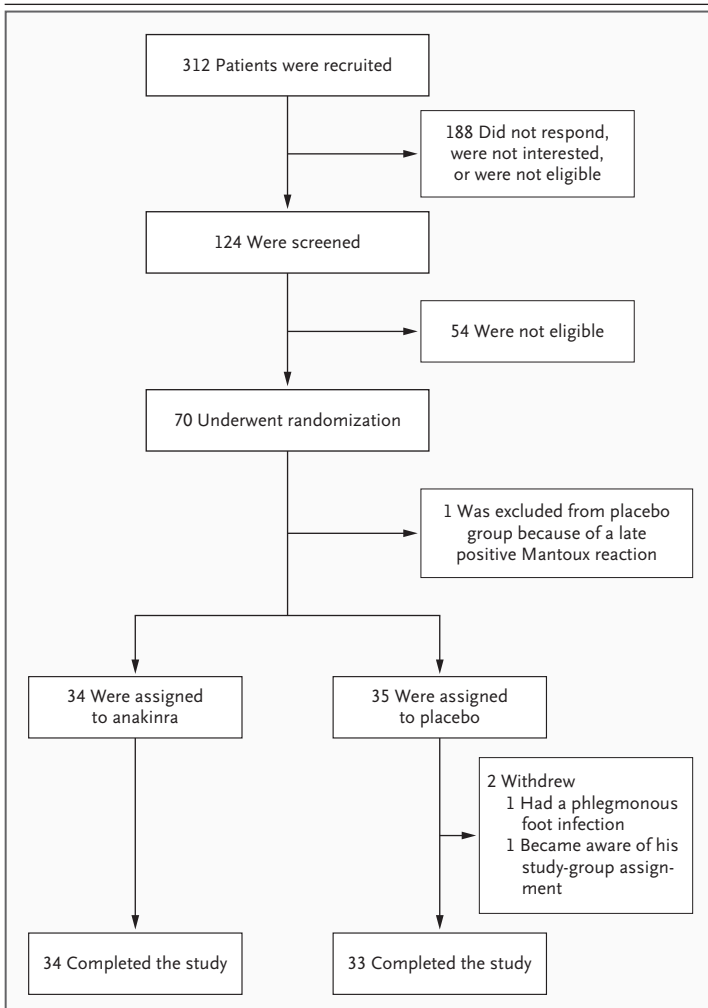 312 Patients were recruited
188 Did not respond,
were not interested,
or were not eligible
124 Were screened
54 Were not eligible
70 Underwent randomization
1 Was excluded from placebo
group because of a late
positive Mantoux reaction
34 Were assigned
to anakinra
35 Were assigned
to placebo
2 Withdrew
1 Had a phlegmonous
foot infection
1 Became aware of his
study-group assign-
ment
34 Completed the study
33 Completed the study